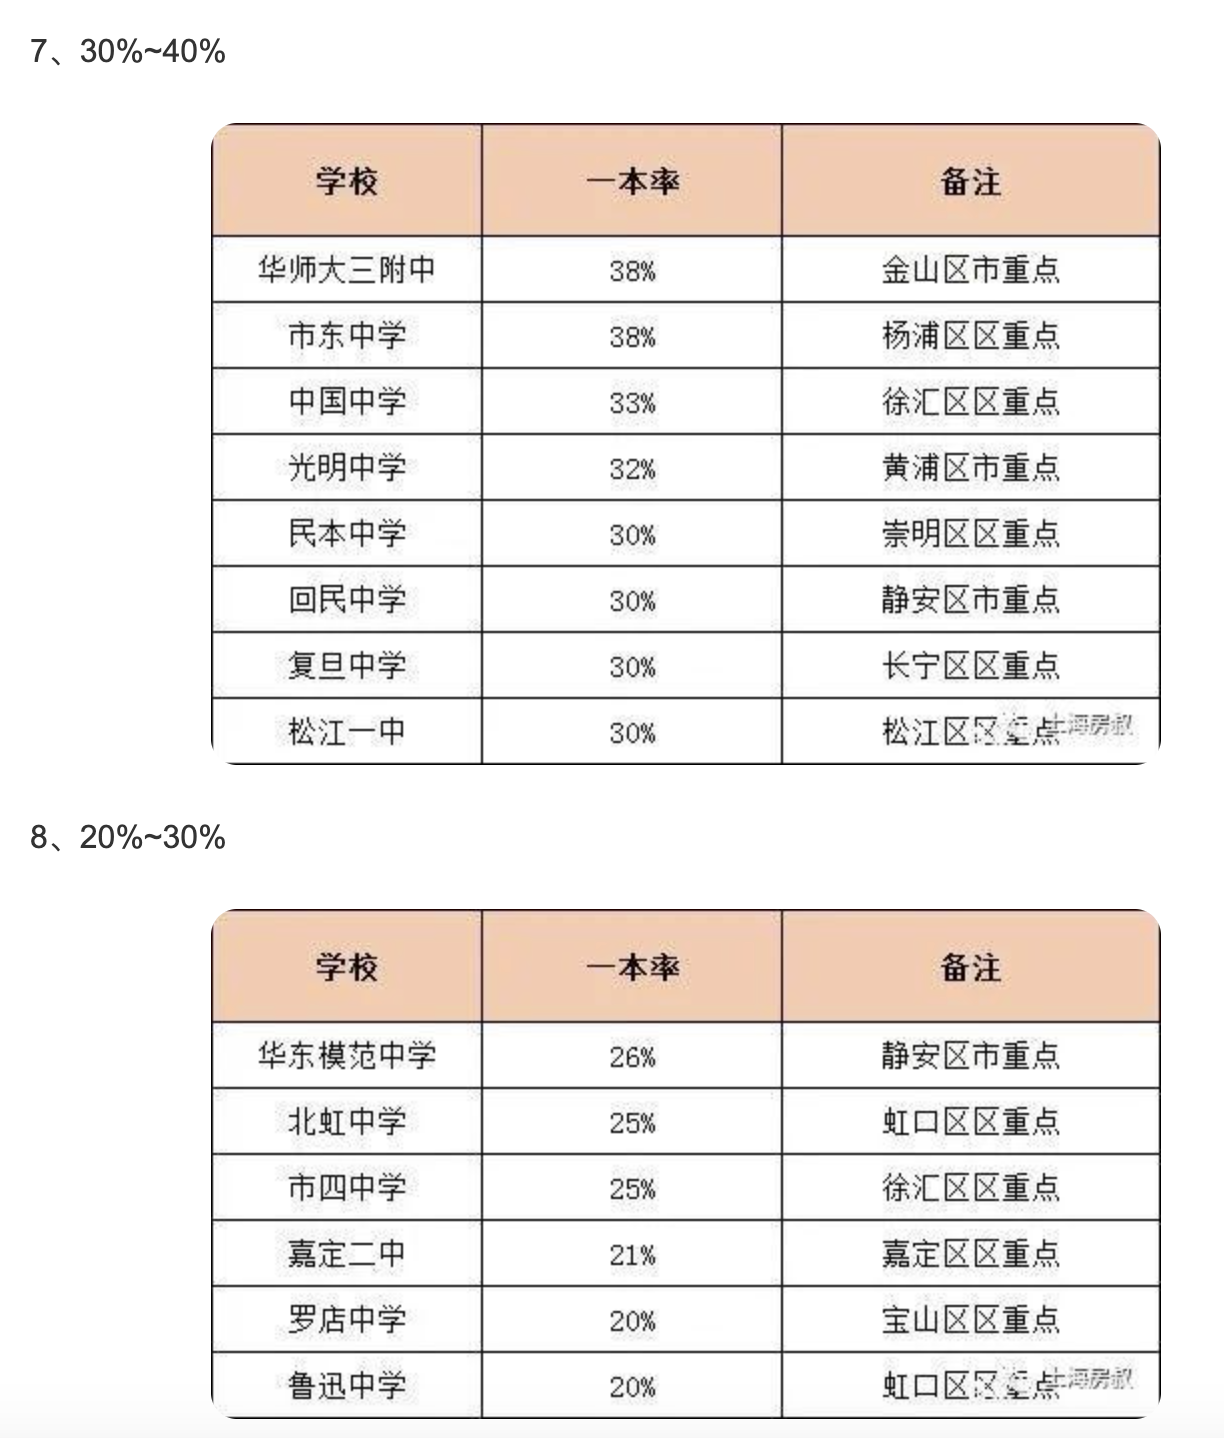 7、30%~40%
学校 一本率 备注
华师大三附中 38% 金山区市重点
市东中学 38% 杨浦区区重点
中国中学 33% 徐汇区区重点
光明中学 32% 黄浦区市重点
民本中学 30% 崇明区区重点
回民中学 30% 静安区市重点
复旦中学 30% 长宁区区重点
松江一中 30% 松江区区重点
上海房叔
8、20%~30%
学校 一本率 备注
华东模范中学 26% 静安区市重点
北虹中学 25% 虹口区区重点
市四中学 25% 徐汇区区重点
嘉定二中 21% 嘉定区区重点
罗店中学 20% 宝山区区重点
鲁迅中学 20% 虹口区区重点
上海房叔